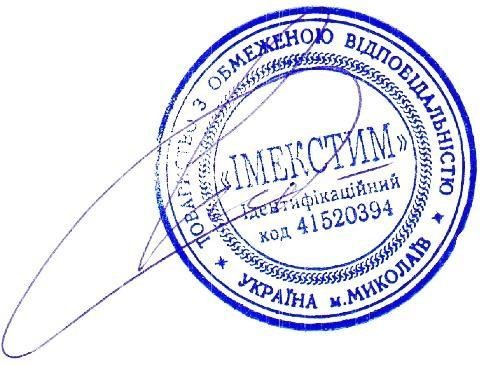 ТОВАРИСТВО З ОБМЕЖЕНОЮ ВІДПОВІДАЛЬНІСТЮ
«ІМЕКСТИМ»
ідентифікаційний
код 41520394
* УКРАЇНА м.МИКОЛАЇВ *